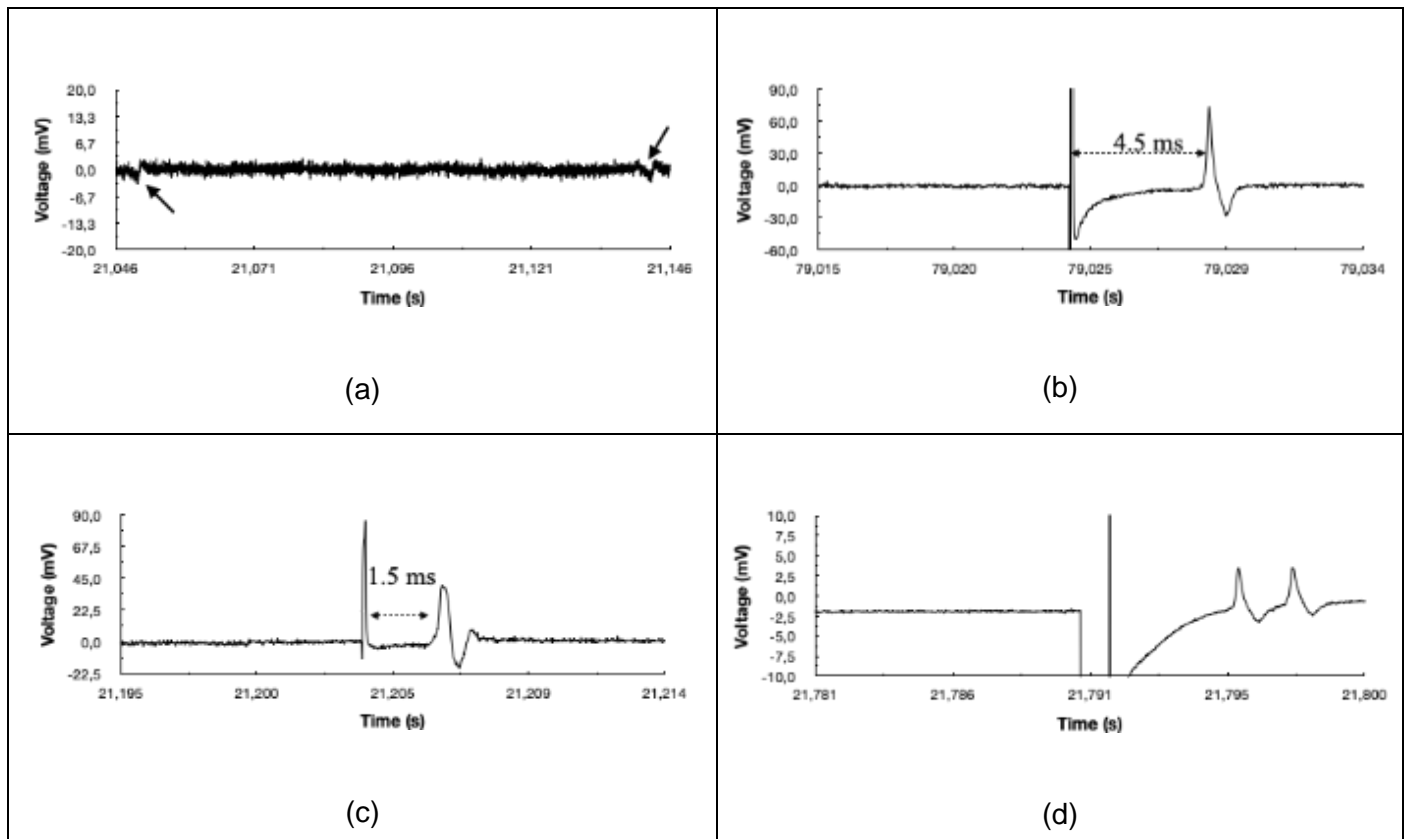 20,0
13,3
6,7
0,0
-6,7
-13,3
-20,0
Voltage (mV)
21,046 21,071 21,096 21,121 21,146
Time (s)
(a)
90,0
60,0
30,0
0,0
-30,0
-60,0
Voltage (mV)
4.5 ms
79,015 79,020 79,025 79,029 79,034
Time (s)
(b)
90,0
67,5
45,0
22,5
0,0
-22,5
Voltage (mV)
1.5 ms
21,195 21,200 21,205 21,209 21,214
Time (s)
(c)
10,0
7,5
5,0
2,5
0,0
-2,5
-5,0
-7,5
-10,0
Voltage (mV)
21,781 21,786 21,791 21,795 21,800
Time (s)
(d)